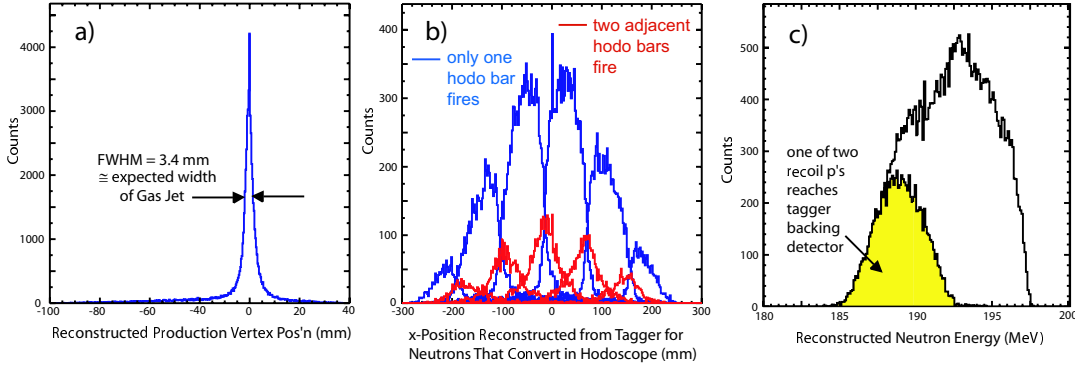 a)
4000
3000
2000
1000
0
Counts
FWHM = 3.4 mm
≅ expected width
of Gas Jet
-100 -80 -60 -40 -20 0 20 40
Reconstructed Production Vertex Pos'n (mm)
b)
400
300
200
100
0
Counts
only one
hodo bar
fires
two adjacent
hodo bars
fire
-300 -200 -100 0 100 200 300
x-Position Reconstructed from Tagger for
Neutrons That Convert in Hodoscope (mm)
c)
500
400
300
200
100
0
Counts
one of two
recoil p's
reaches
tagger
backing
detector
180 185 190 195 200
Reconstructed Neutron Energy (MeV)